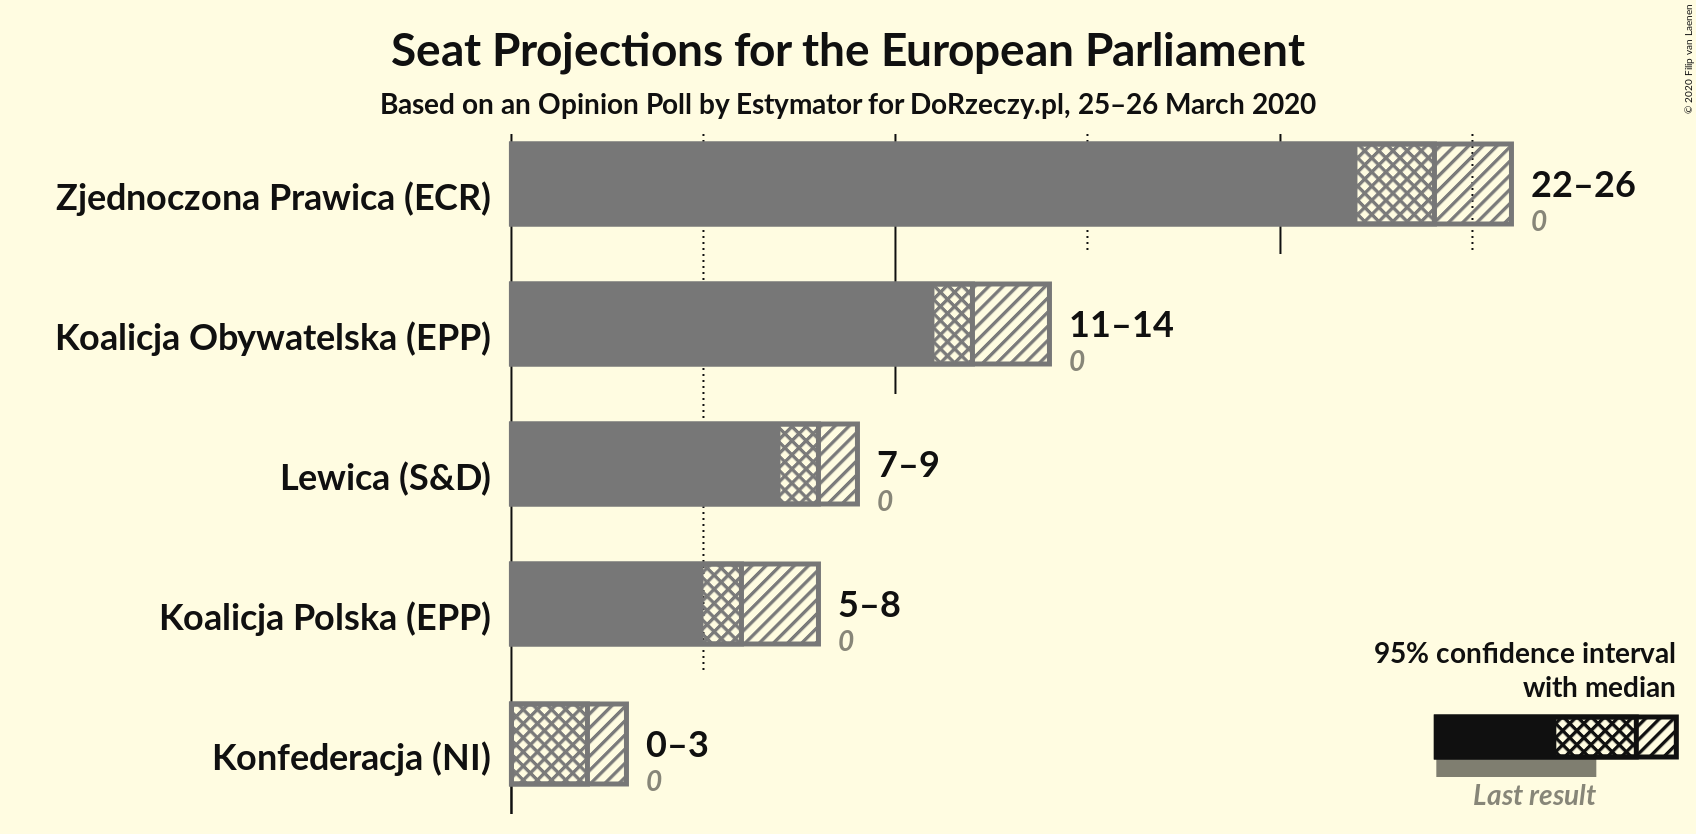 Seat Projections for the European Parliament
Based on an Opinion Poll by Estymator for DoRzeczy.pl, 25–26 March 2020
© 2020 Filip van Laenen
Zjednoczona Prawica (ECR)
22–26
0
Koalicja Obywatelska (EPP)
11–14
0
Lewica (S&D)
7–9
0
Koalicja Polska (EPP)
5–8
0
Konfederacja (NI)
0–3
0
95% confidence interval
with median
Last result